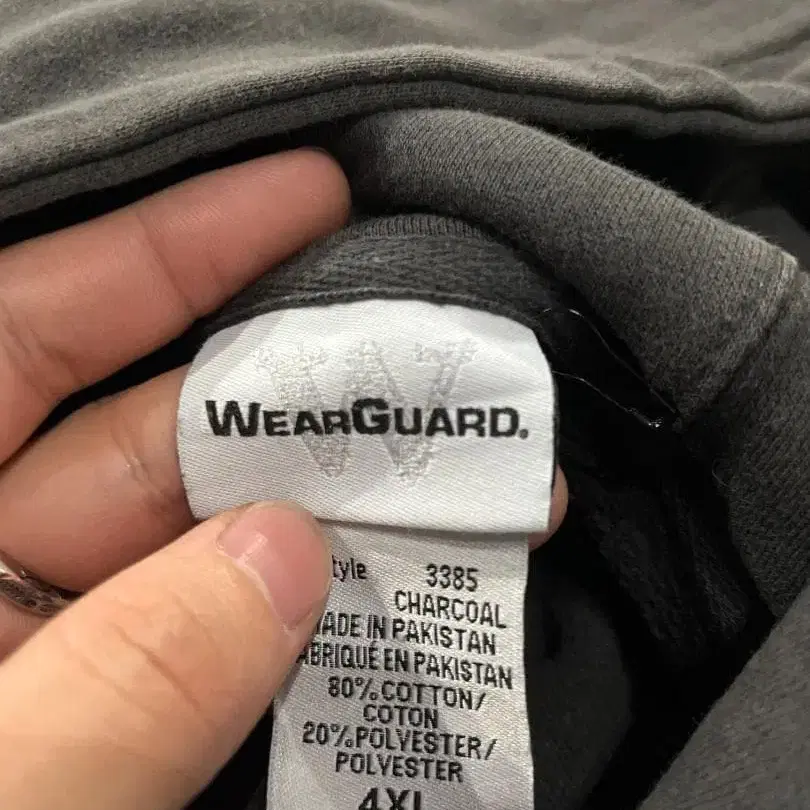 WEARGUARD.
tyle 3385
CHARCOAL
ADE IN PAKISTAN
ABRIQUÉ EN PAKISTAN
80% COTTON/
COTON
20% POLYESTER/
POLYESTER
4XL